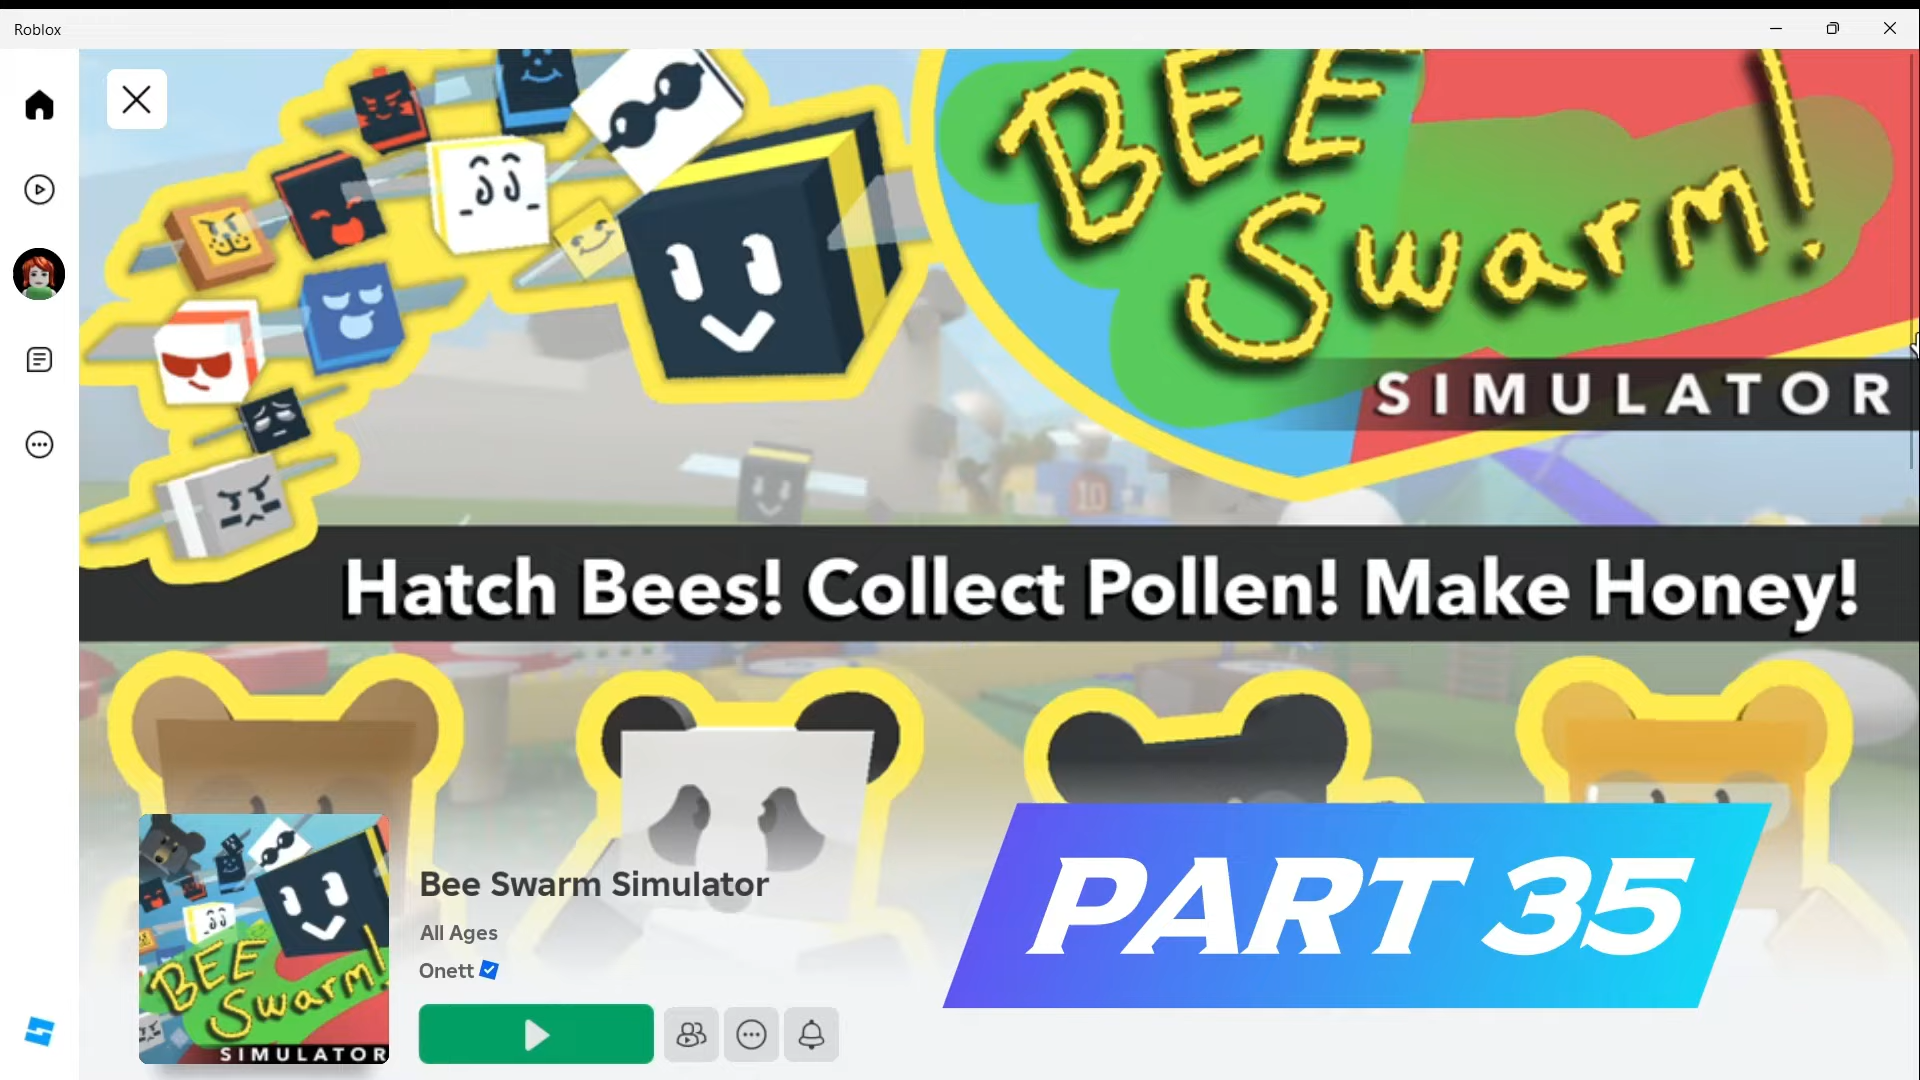 Roblox
BEE
Swarm!
SIMULATOR
10
Hatch Bees! Collect Pollen! Make Honey!
BEE
Swarm!
SIMULATOR
Bee Swarm Simulator
All Ages
Onett
PART 35